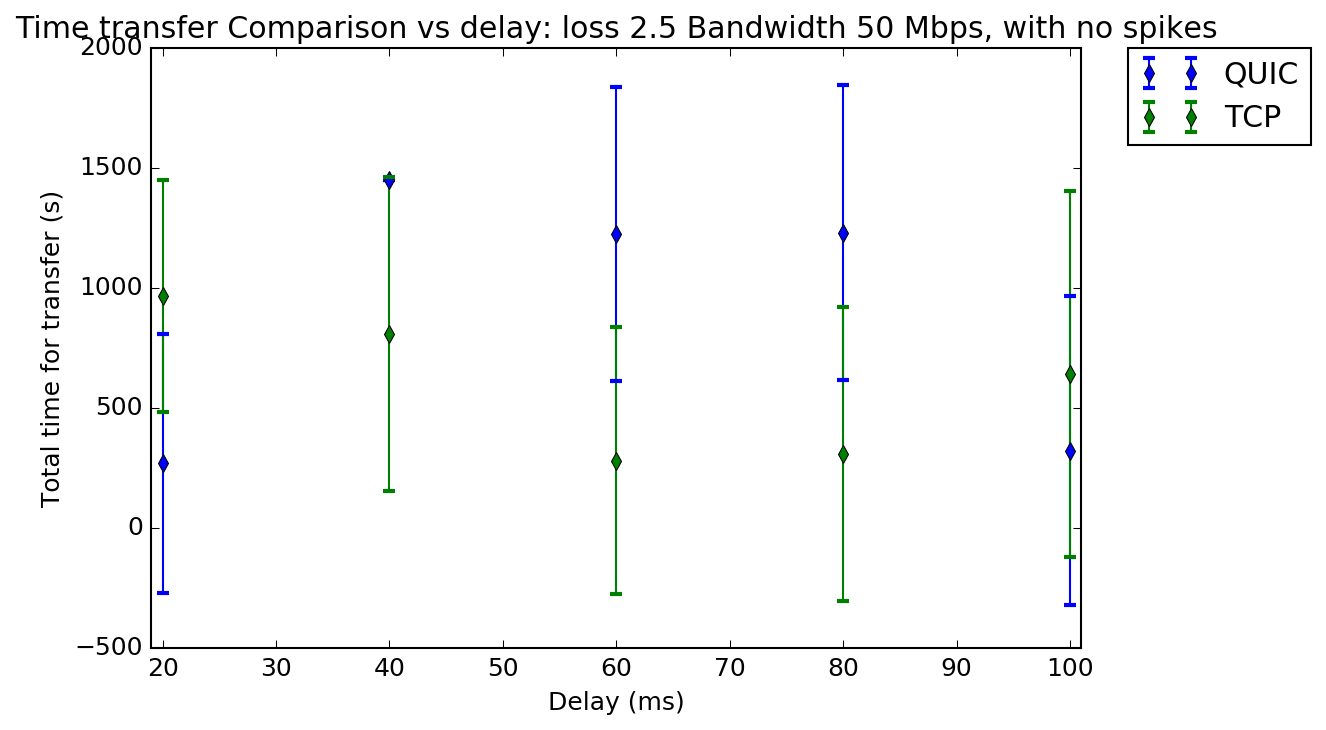 Time transfer Comparison vs delay: loss 2.5 Bandwidth 50 Mbps, with no spikes
QUIC
TCP
Total time for transfer (s)
2000
1500
1000
500
0
−500
20 30 40 50 60 70 80 90 100
Delay (ms)